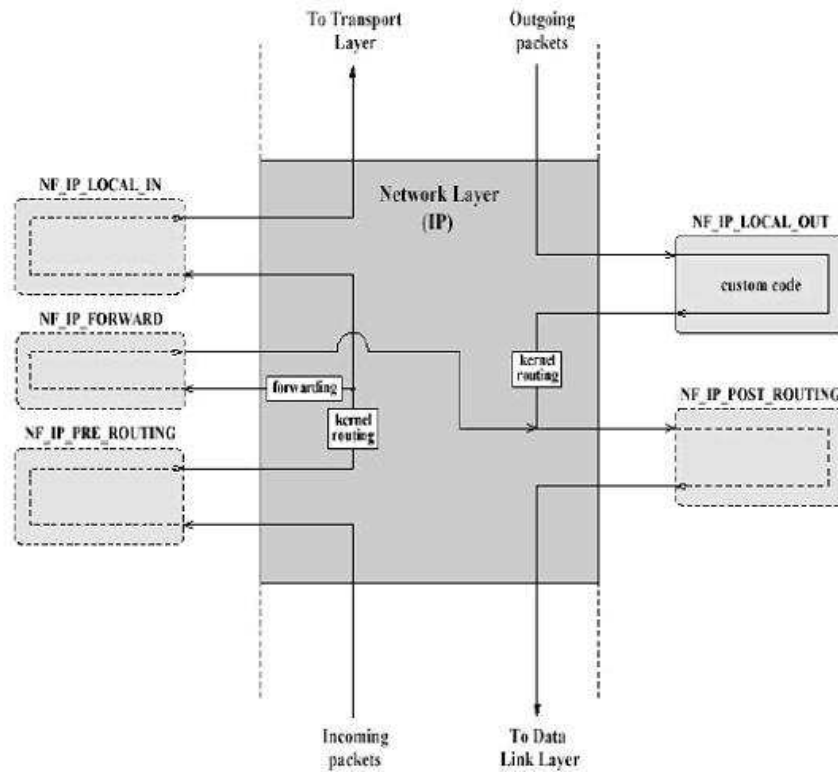 To Transport
Layer
Outgoing
packets
NF_IP_LOCAL_IN
Network Layer
(IP)
NF_IP_LOCAL_OUT
custom code
NF_IP_FORWARD
kernel
routing
forwarding
NF_IP_POST_ROUTING
kernel
routing
NF_IP_PRE_ROUTING
Incoming
packets
To Data
Link Layer